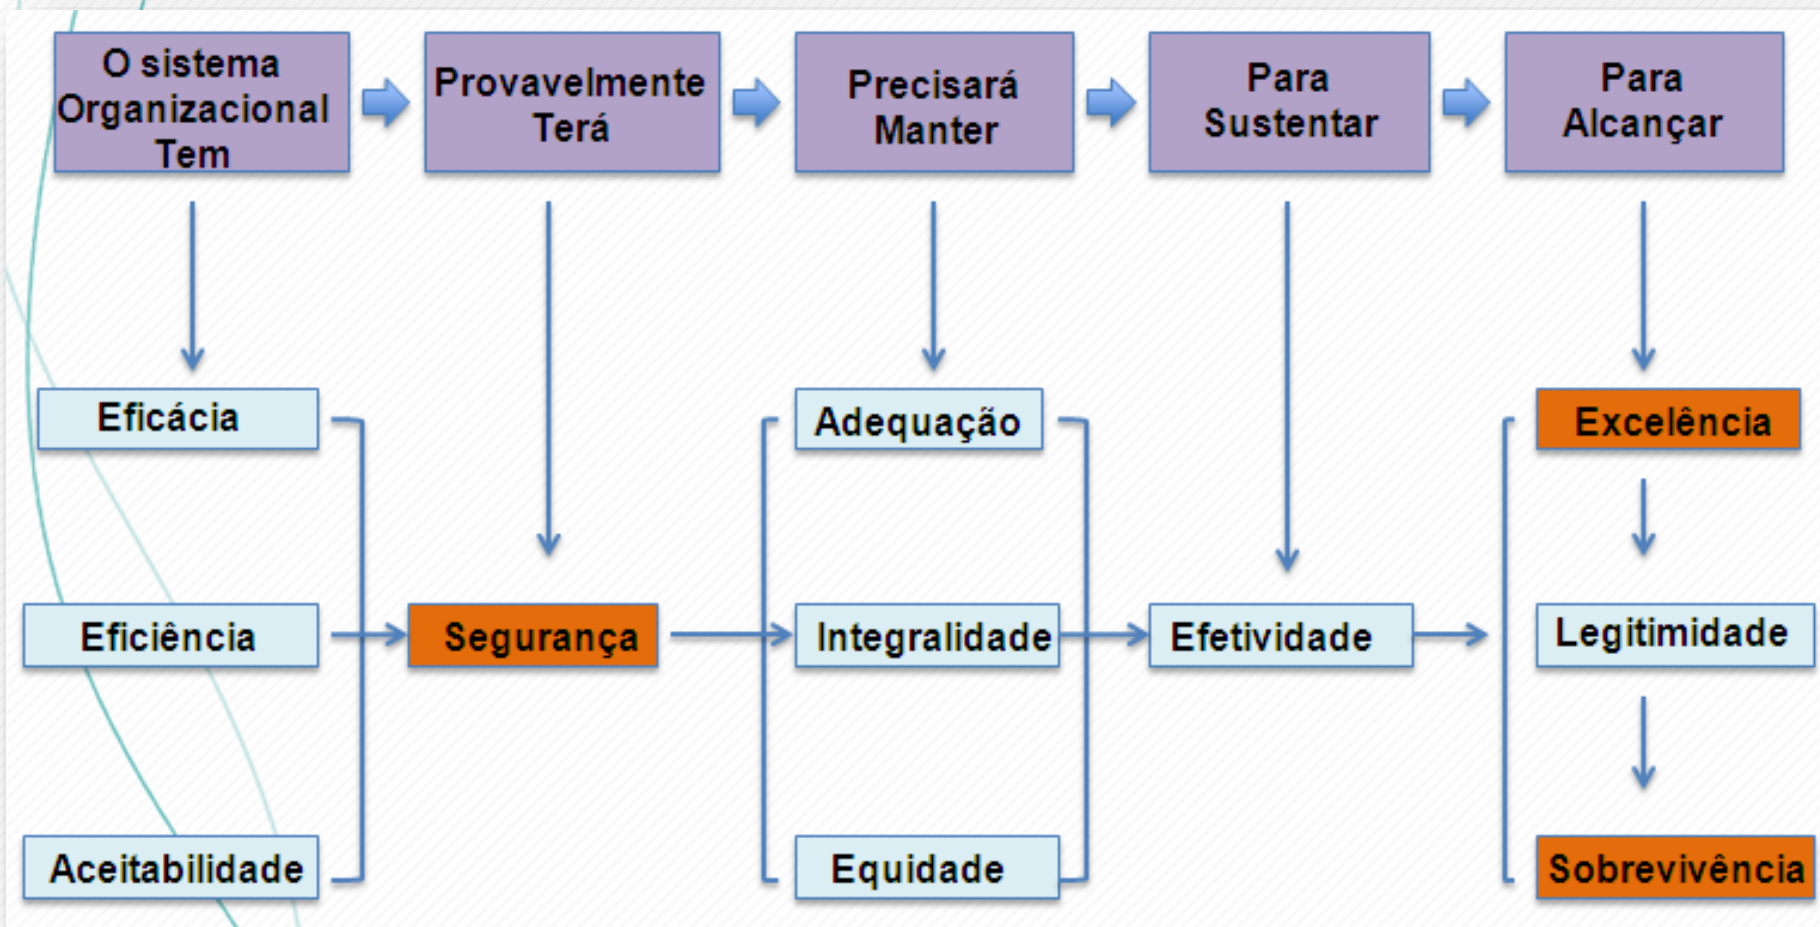 O sistema
Organizacional
Tem
Provavelmente
Terá
Precisará
Manter
Para
Sustentar
Para
Alcançar
Eficácia
Adequação
Excelência
Eficiência
Segurança
Integralidade
Efetividade
Legitimidade
Aceitabilidade
Equidade
Sobrevivência